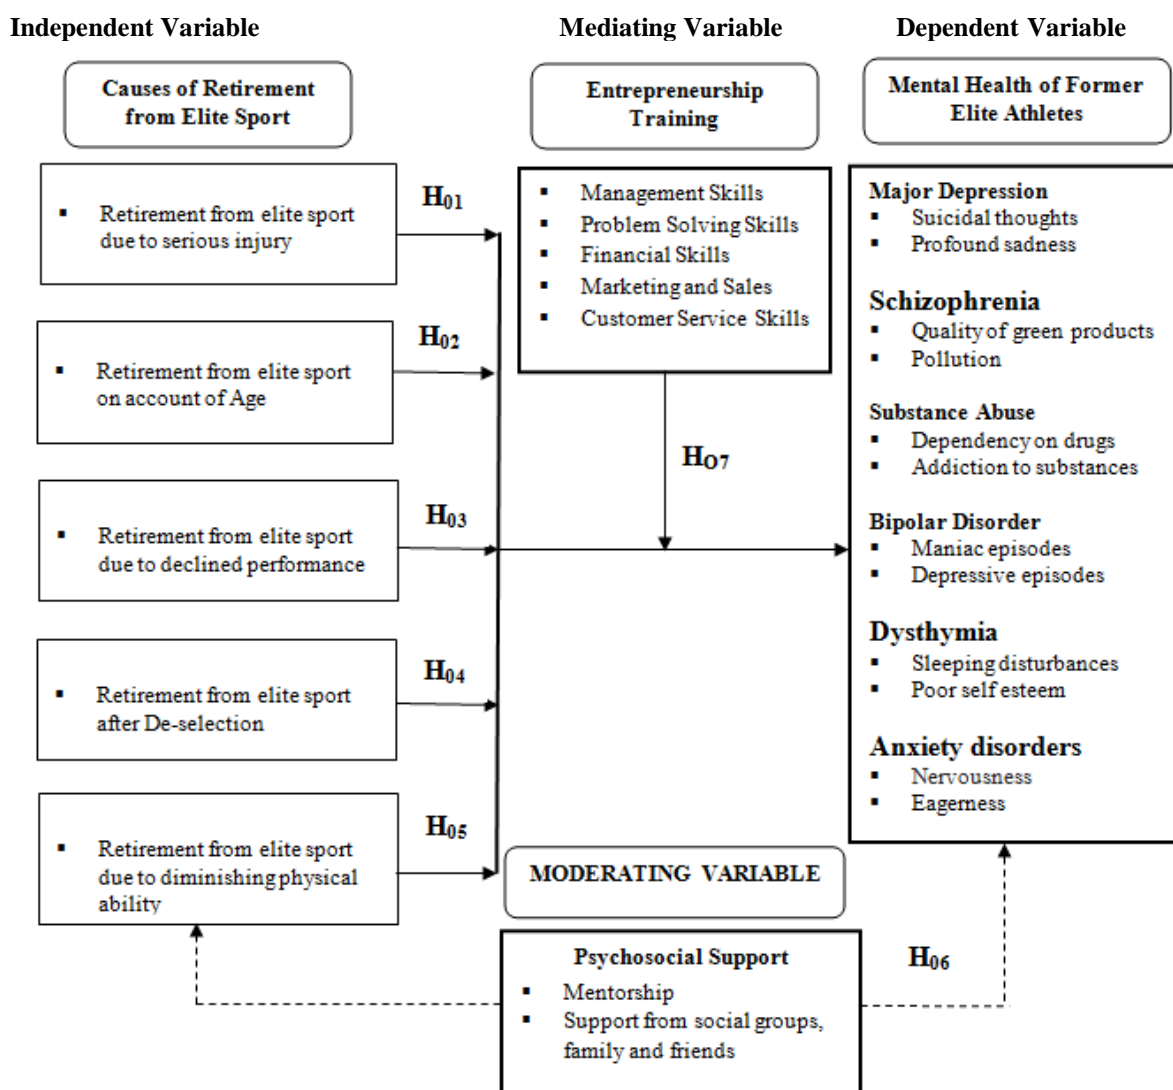 Independent Variable
Mediating Variable
Dependent Variable
Causes of Retirement
from Elite Sport
Entrepreneurship
Training
Mental Health of Former
Elite Athletes
▪ Retirement from elite sport
due to serious injury
H01
▪ Retirement from elite sport
on account of Age
H02
▪ Retirement from elite sport
due to declined performance
H03
▪ Retirement from elite sport
after De-selection
H04
▪ Retirement from elite sport
due to diminishing physical
ability
H05
▪ Management Skills
▪ Problem Solving Skills
▪ Financial Skills
▪ Marketing and Sales
▪ Customer Service Skills
HO7
Major Depression
▪ Suicidal thoughts
▪ Profound sadness
Schizophrenia
▪ Quality of green products
▪ Pollution
Substance Abuse
▪ Dependency on drugs
▪ Addiction to substances
Bipolar Disorder
▪ Maniac episodes
▪ Depressive episodes
Dysthymia
▪ Sleeping disturbances
▪ Poor self esteem
Anxiety disorders
▪ Nervousness
▪ Eagerness
MODERATING VARIABLE
Psychosocial Support
▪ Mentorship
▪ Support from social groups,
family and friends
H06